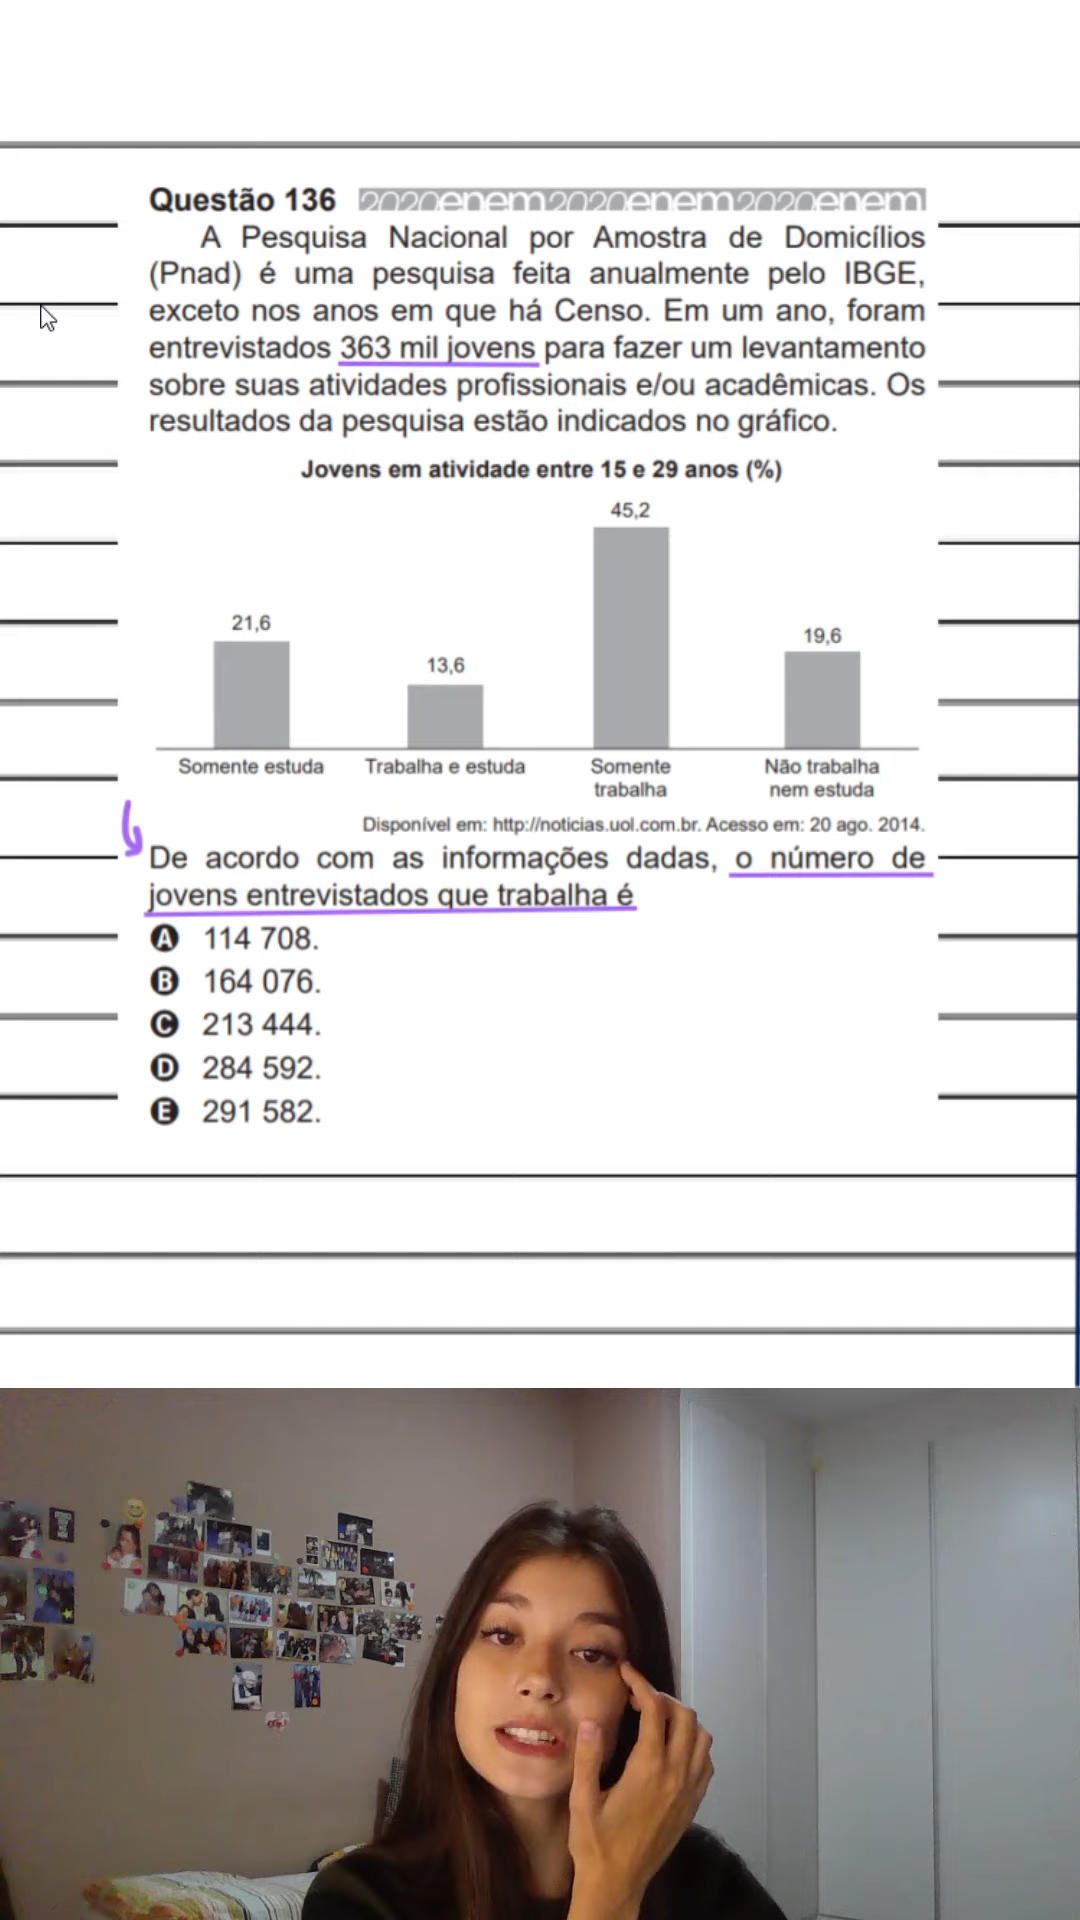 Questão 136 2020enem2020enem2020enem
A Pesquisa Nacional por Amostra de Domicílios
(Pnad) é uma pesquisa feita anualmente pelo IBGE,
exceto nos anos em que há Censo. Em um ano, foram
entrevistados 363 mil jovens para fazer um levantamento
sobre suas atividades profissionais e/ou acadêmicas. Os
resultados da pesquisa estão indicados no gráfico.
Jovens em atividade entre 15 e 29 anos (%)
45,2
21,6
19,6
13,6
Somente estuda Trabalha e estuda Somente Não trabalha
trabalha nem estuda
Disponível em: http://noticias.uol.com.br. Acesso em: 20 ago. 2014.
De acordo com as informações dadas, o número de
jovens entrevistados que trabalha é
A 114 708.
B 164 076.
C 213 444.
D 284 592.
E 291 582.